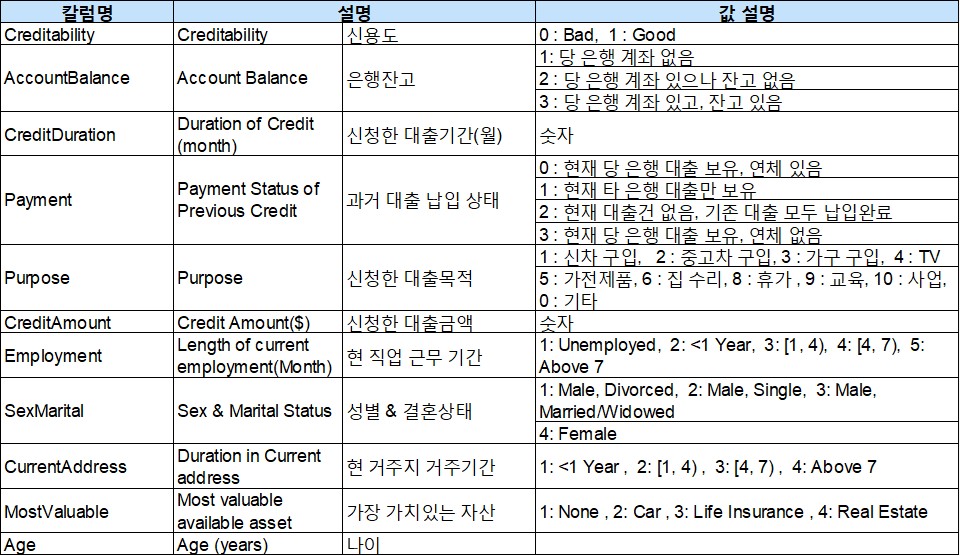 칼럼명 설명 값 설명
Creditability Creditability 신용도 0 : Bad, 1 : Good
AccountBalance Account Balance 은행잔고 1: 당 은행 계좌 없음
2 : 당 은행 계좌 있으나 잔고 없음
3 : 당 은행 계좌 있고, 잔고 있음
CreditDuration Duration of Credit
(month) 신청한 대출기간(월) 숫자
Payment Payment Status of
Previous Credit 과거 대출 납입 상태 0 : 현재 당 은행 대출 보유, 연체 있음
1 : 현재 타 은행 대출만 보유
2 : 현재 대출건 없음, 기존 대출 모두 납입완료
3 : 현재 당 은행 대출 보유, 연체 없음
Purpose Purpose 신청한 대출목적 1 : 신차 구입, 2 : 중고차 구입, 3 : 가구 구입, 4 : TV
5 : 가전제품, 6 : 집 수리, 8 : 휴가 , 9 : 교육, 10 : 사업,
0 : 기타
CreditAmount Credit Amount($) 신청한 대출금액 숫자
Employment Length of current
employment(Month) 현 직업 근무 기간 1: Unemployed, 2: <1 Year, 3: [1, 4), 4: [4, 7), 5:
Above 7
SexMarital Sex & Marital Status 성별 & 결혼상태 1: Male, Divorced, 2: Male, Single, 3: Male,
Married/Widowed
4: Female
CurrentAddress Duration in Current
address 현 거주지 거주기간 1: <1 Year , 2: [1, 4) , 3: [4, 7) , 4: Above 7
MostValuable Most valuable
available asset 가장 가치있는 자산 1: None , 2: Car , 3: Life Insurance , 4: Real Estate
Age Age (years) 나이